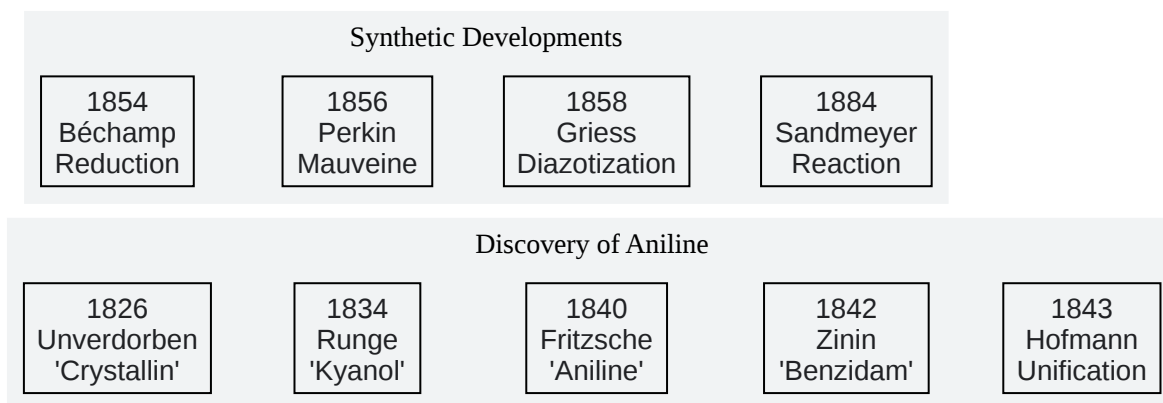 Synthetic Developments
1854
Béchamp
Reduction
1856
Perkin
Mauveine
1858
Griess
Diazotization
1884
Sandmeyer
Reaction
Discovery of Aniline
1826
Unverdorben
'Crystallin'
1834
Runge
'Kyanol'
1840
Fritzsche
'Aniline'
1842
Zinin
'Benzidam'
1843
Hofmann
Unification